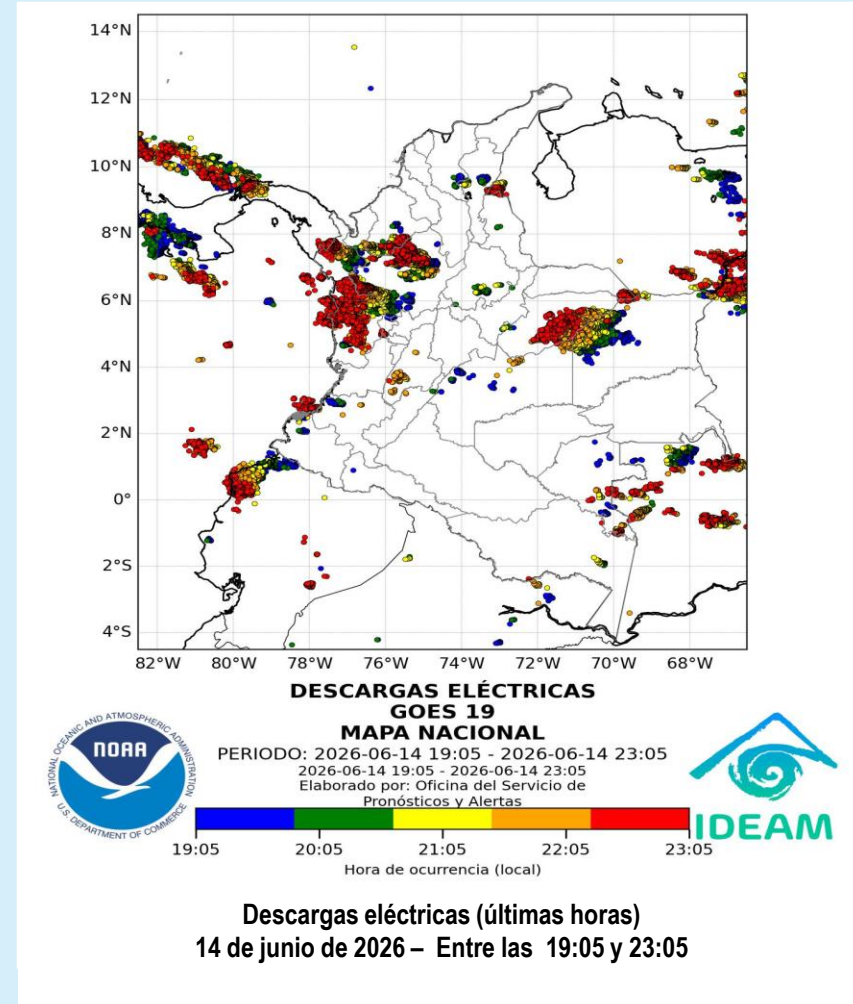 14°N
12°N
10°N
8°N
6°N
4°N
2°N
0°
2°S
4°S
82°W 80°W 78°W 76°W 74°W 72°W 70°W 68°W
DESCARGAS ELÉCTRICAS
GOES 19
MAPA NACIONAL
PERIODO: 2026-06-14 19:05 - 2026-06-14 23:05
2026-06-14 19:05 - 2026-06-14 23:05
Elaborado por: Oficina del Servicio de
Pronósticos y Alertas
NATIONAL OCEANIC AND ATMOSPHERIC ADMINISTRATION
NOAA
U.S. DEPARTMENT OF COMMERCE
IDEAM
19:05 20:05 21:05 22:05 23:05
Hora de ocurrencia (local)
Descargas eléctricas (últimas horas)
14 de junio de 2026 – Entre las 19:05 y 23:05